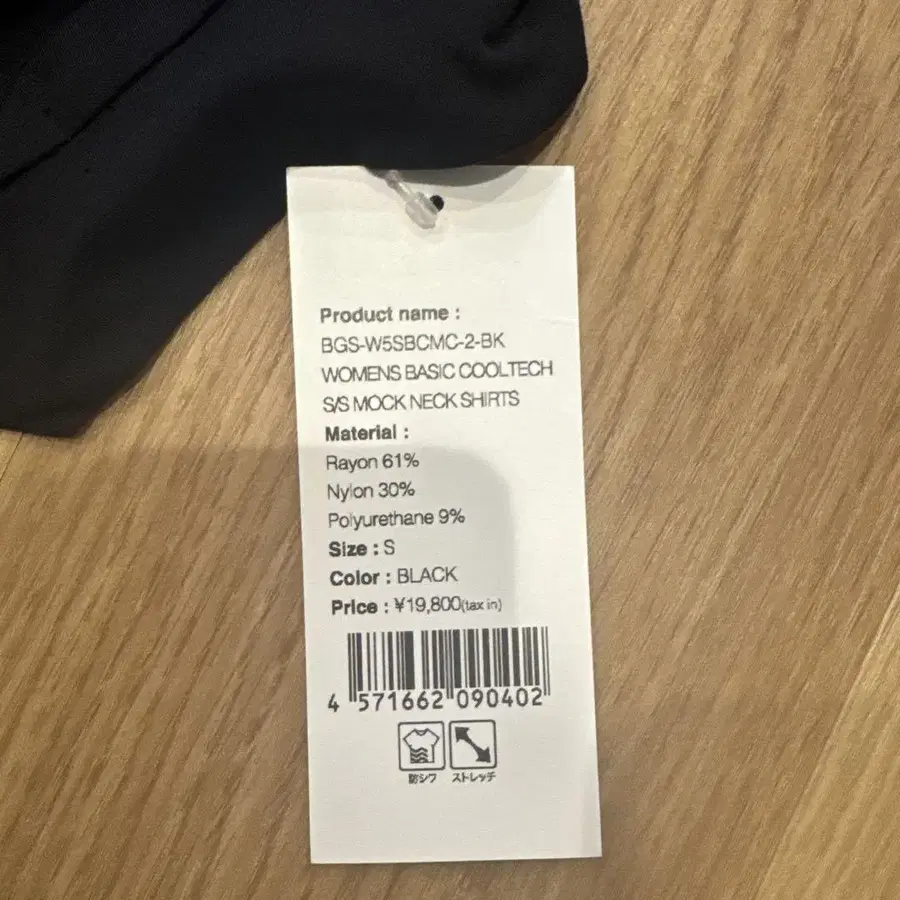 Product name :
BGS-W5SBCMC-2-BK
WOMENS BASIC COOLTECH
S/S MOCK NECK SHIRTS
Material :
Rayon 61%
Nylon 30%
Polyurethane 9%
Size : S
Color : BLACK
Price : ¥19,800(tax in)
4 571662 090402
防シワ ストレッチ